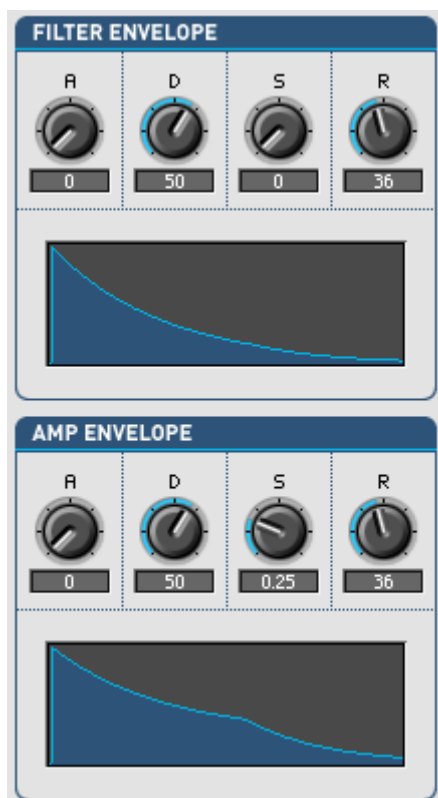 FILTER ENVELOPE
A D S R
0 50 0 36
AMP ENVELOPE
A D S R
0 50 0.25 36